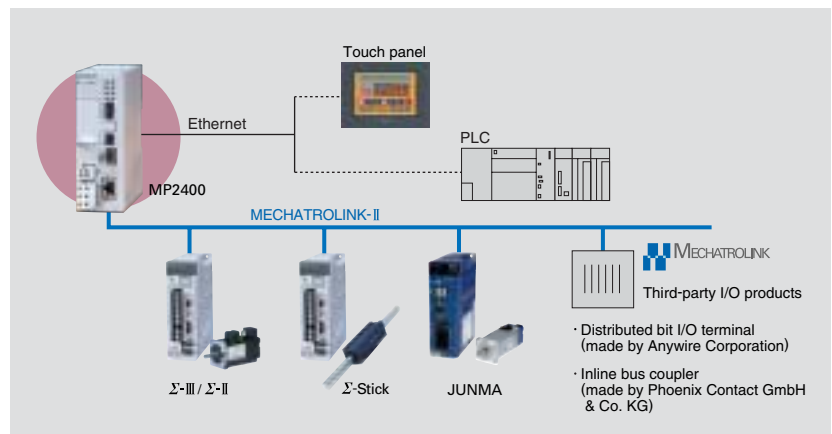 Touch panel
Ethernet
PLC
MP2400
MECHATROLINK-Ⅱ
MECHATROLINK
Third-party I/O products
· Distributed bit I/O terminal
(made by Anywire Corporation)
· Inline bus coupler
(made by Phoenix Contact GmbH
& Co. KG)
Σ-Ⅲ / Σ-Ⅱ
Σ-Stick
JUNMA